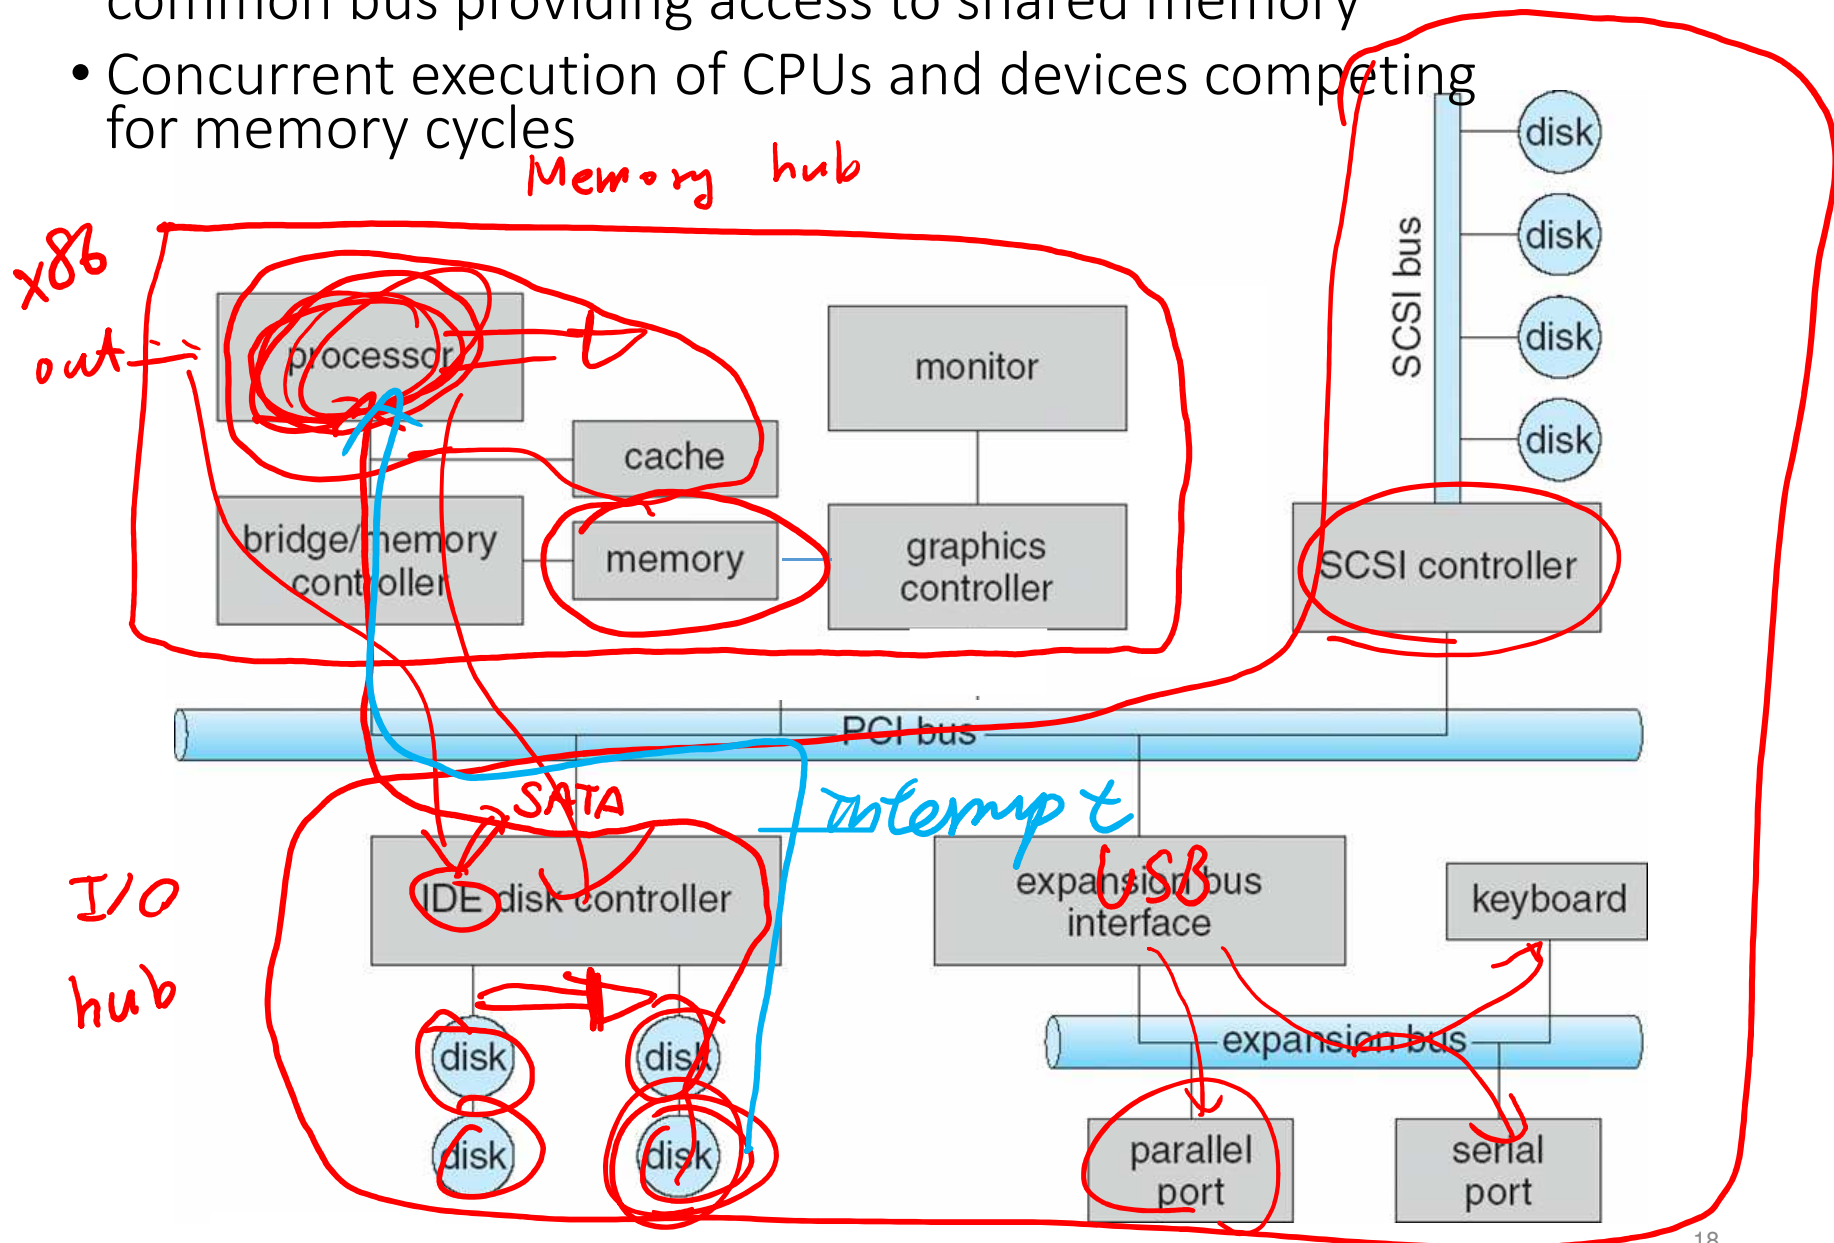 common bus providing access to shared memory
• Concurrent execution of CPUs and devices competing
for memory cycles
Memory hub
x86
out
processor
cache
bridge/memory
controller
memory
monitor
graphics
controller
SCSI bus
disk
disk
disk
disk
SCSI controller
PCI bus
SATA
interrupt
I/O
hub
IDE disk controller
disk
disk
disk
disk
USB
expansion bus
interface
keyboard
expansion bus
parallel
port
serial
port
18